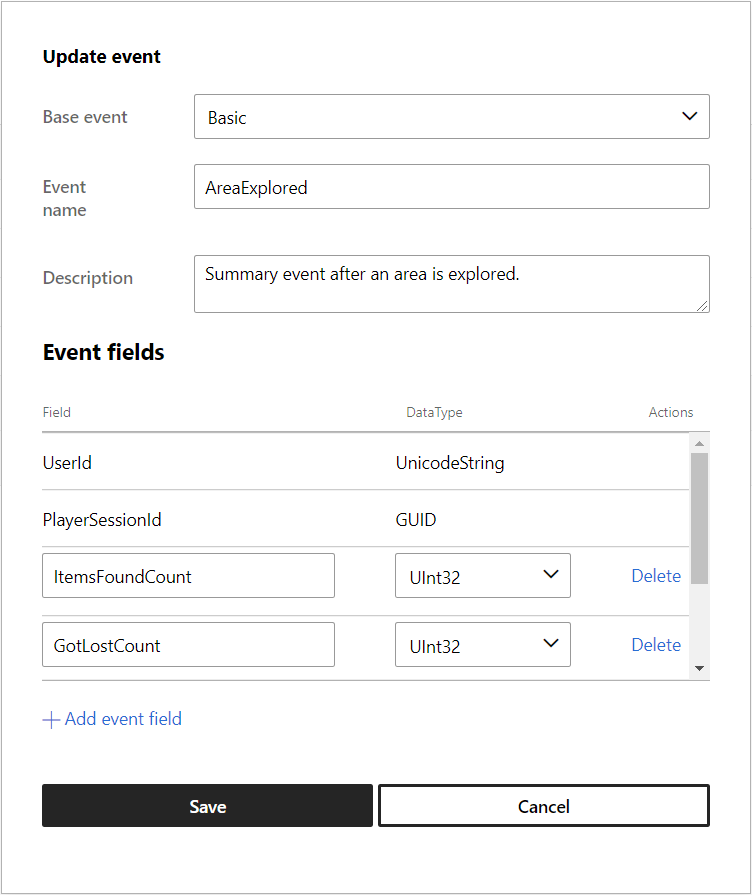 Update event
Base event
Basic
Event
name
AreaExplored
Description
Summary event after an area is explored.
Event fields
Field DataType Actions
UserId UnicodeString
PlayerSessionId GUID
ItemsFoundCount UInt32 Delete
GotLostCount UInt32 Delete
Add event field
Save Cancel